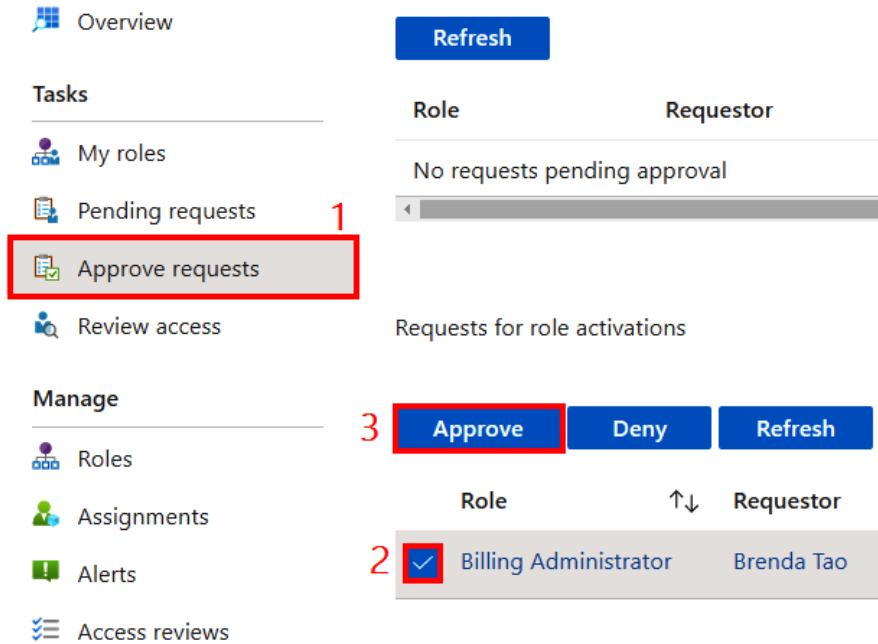 Overview
Tasks
My roles
Pending requests
1
Approve requests
Review access
Manage
Roles
Assignments
Alerts
Access reviews
Refresh
Role Requestor
No requests pending approval
Requests for role activations
3 Approve Deny Refresh
Role ↑↓ Requestor
2 Billing Administrator Brenda Tao